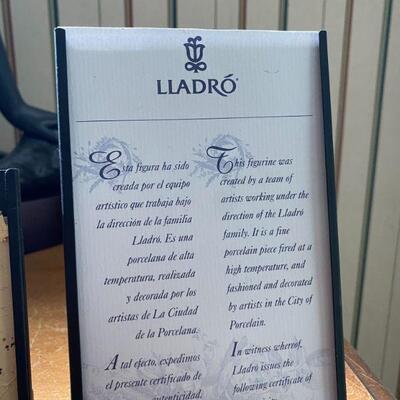 LLADRÓ
Esta figura ha sido
creada por el equipo
artístico que trabaja bajo
la dirección de la familia
Lladró. Es una
porcelana de alta
temperatura, realizada
y decorada por los
artistas de La Ciudad
de la Porcelana.
A tal efecto, expedimos
el presente certificado de
autenticidad.
This figurine was
created by a team of
artists working under the
direction of the Lladró
family. It is a fine
porcelain piece fired at a
high temperature, and
fashioned and decorated
by artists in the City of
Porcelain.
In witness whereof,
Lladró issues the
following certificate of